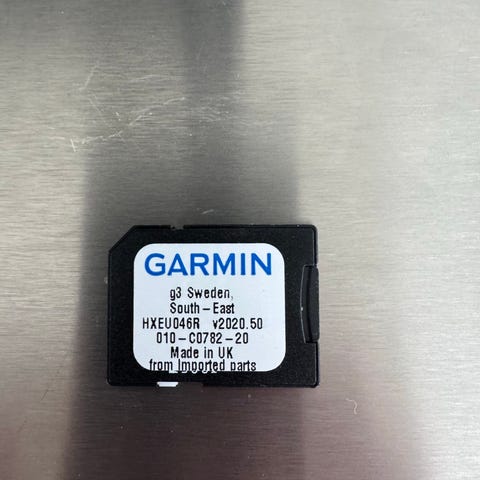 GARMIN
g3 Sweden,
South-East
HXEU046R v2020.50
010-C0782-20
Made in UK
from Imported parts